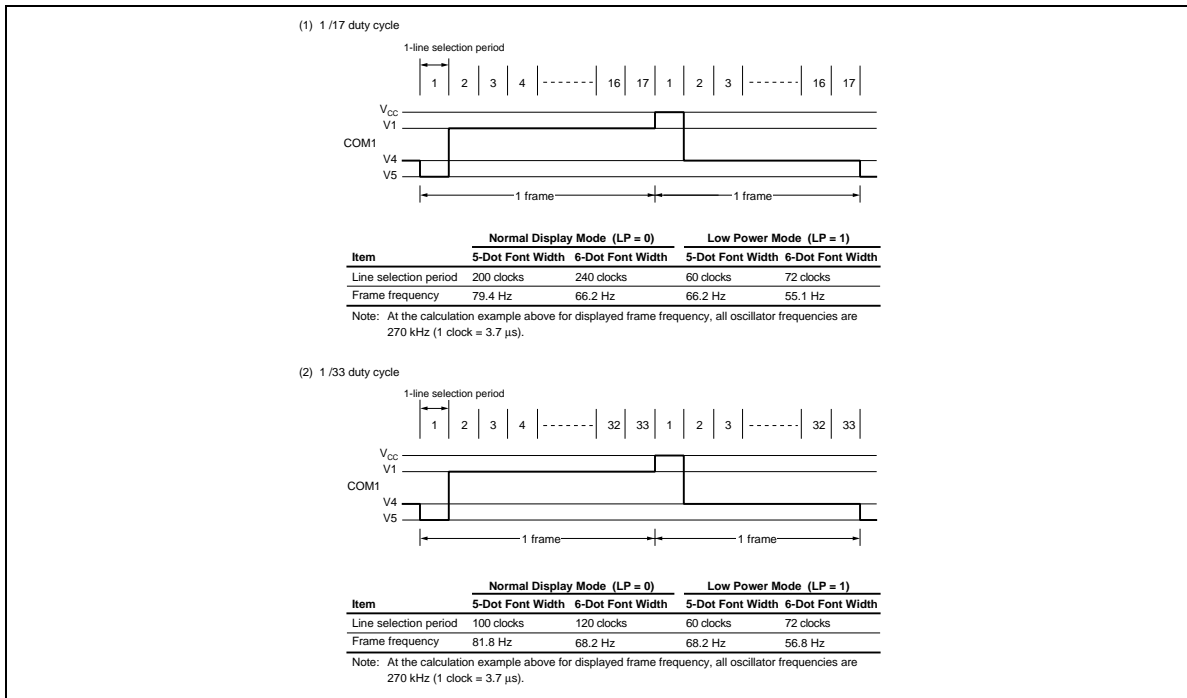 (1) 1 /17 duty cycle
1-line selection period
1 2 3 4 16 17 1 2 3 16 17
VCC
V1
COM1
V4
V5
1 frame 1 frame
Normal Display Mode (LP = 0) Low Power Mode (LP = 1)
Item 5-Dot Font Width 6-Dot Font Width 5-Dot Font Width 6-Dot Font Width
Line selection period 200 clocks 240 clocks 60 clocks 72 clocks
Frame frequency 79.4 Hz 66.2 Hz 66.2 Hz 55.1 Hz
Note: At the calculation example above for displayed frame frequency, all oscillator frequencies are
270 kHz (1 clock = 3.7 μs).
(2) 1 /33 duty cycle
1-line selection period
1 2 3 4 32 33 1 2 3 32 33
VCC
V1
COM1
V4
V5
1 frame 1 frame
Normal Display Mode (LP = 0) Low Power Mode (LP = 1)
Item 5-Dot Font Width 6-Dot Font Width 5-Dot Font Width 6-Dot Font Width
Line selection period 100 clocks 120 clocks 60 clocks 72 clocks
Frame frequency 81.8 Hz 68.2 Hz 68.2 Hz 56.8 Hz
Note: At the calculation example above for displayed frame frequency, all oscillator frequencies are
270 kHz (1 clock = 3.7 μs).